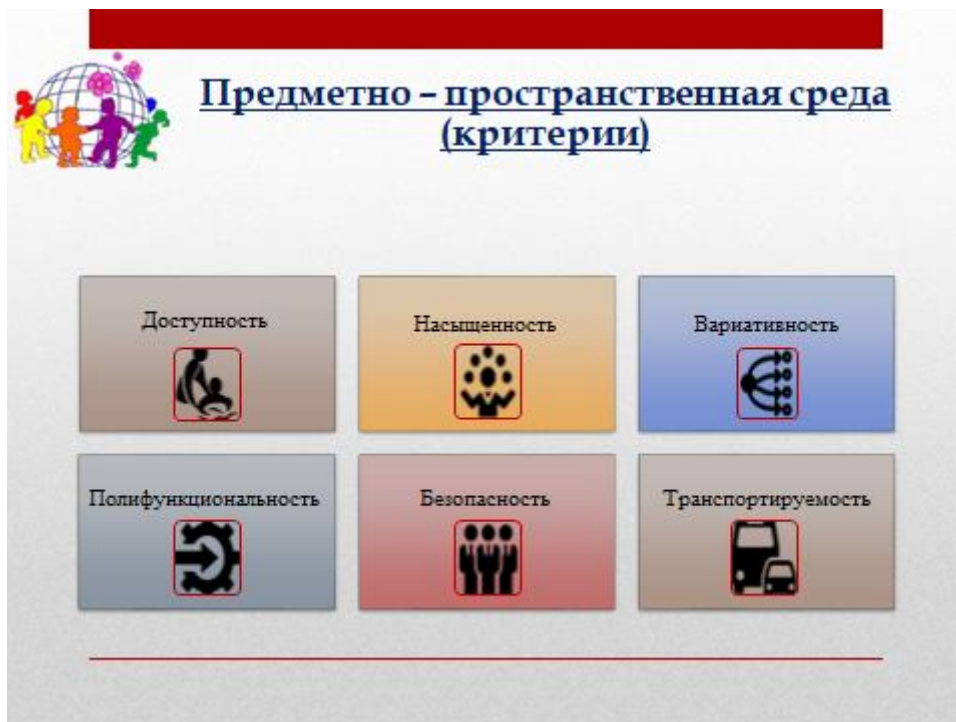 Предметно – пространственная среда
(критерии)
Доступность
Насыщенность
Вариативность
Полифункциональность
Безопасность
Транспортируемость